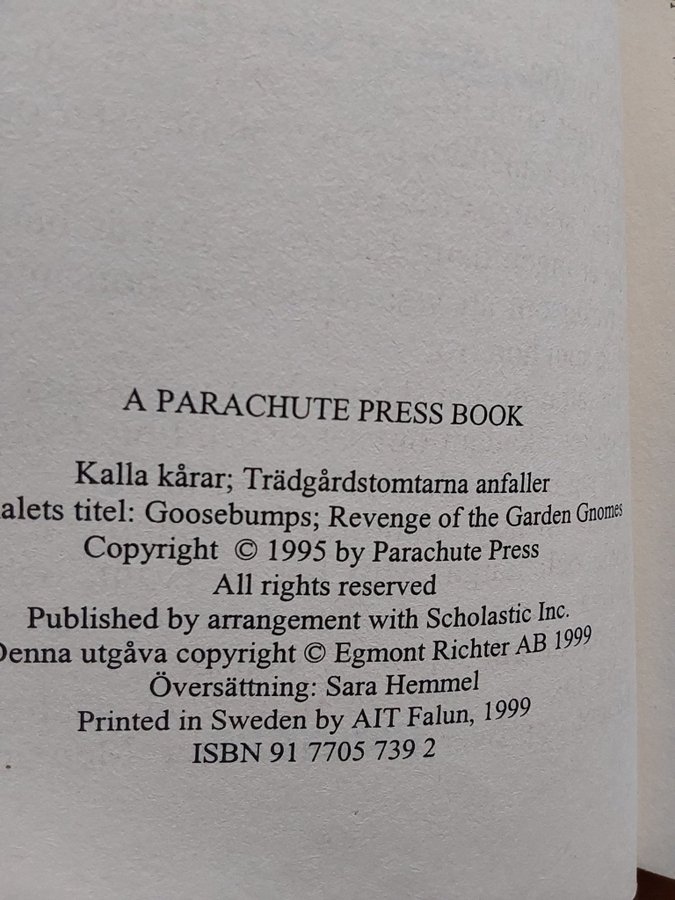 A PARACHUTE PRESS BOOK
Kalla kårar; Trädgårdstomtarna anfaller
alets titel: Goosebumps; Revenge of the Garden Gnomes
Copyright © 1995 by Parachute Press
All rights reserved
Published by arrangement with Scholastic Inc.
Denna utgåva copyright © Egmont Richter AB 1999
Översättning: Sara Hemmel
Printed in Sweden by AIT Falun, 1999
ISBN 91 7705 739 2